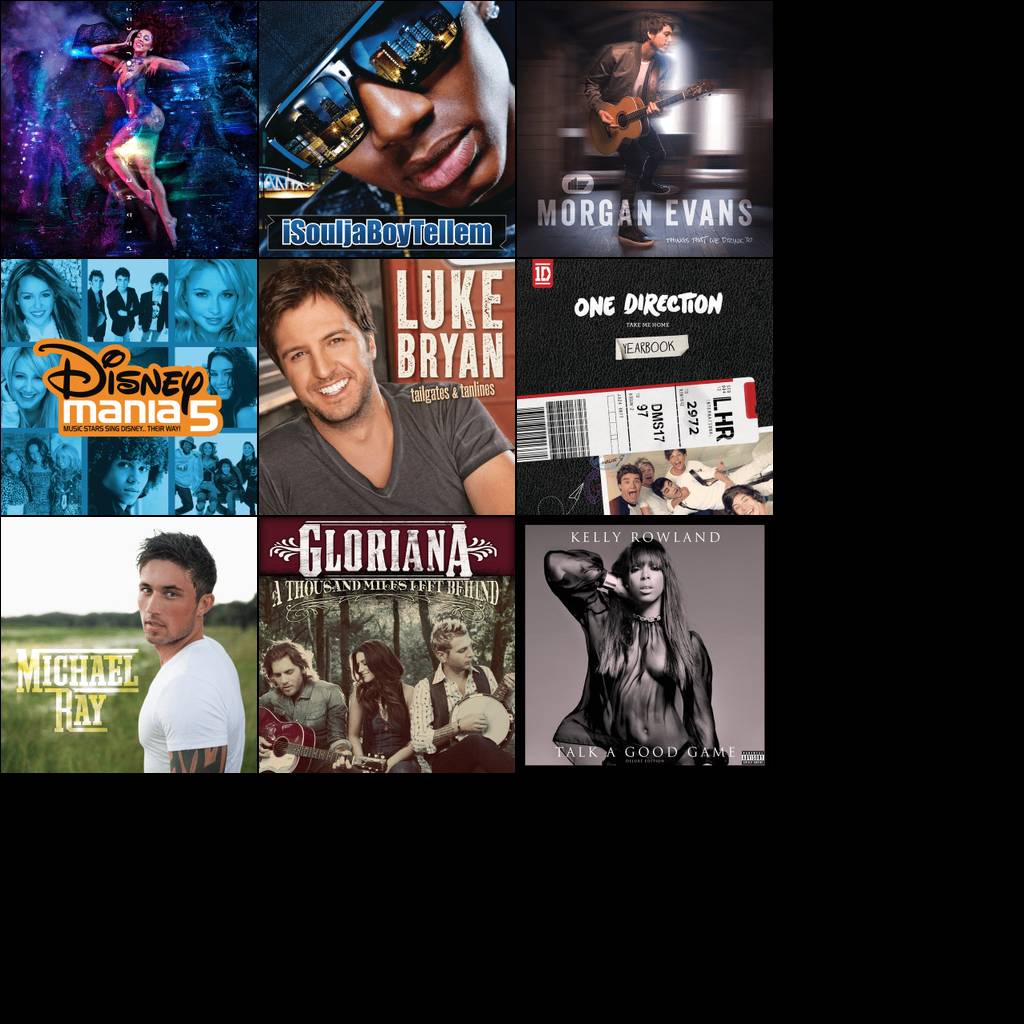 iSouljaBoyTellem
MORGAN EVANS
THINGS THAT WE DRINK TO
Disney
mania 5
MUSIC STARS SING DISNEY... THEIR WAY!
LUKE
BRYAN
tailgates & tanlines
1D
ONE DIRECTION
TAKE ME HOME
YEARBOOK
LHR
2972
DMS17
97
MICHAEL
RAY
GLORIANA
A THOUSAND MILES LEFT BEHIND
KELLY ROWLAND
TALK A GOOD GAME
DELUXE EDITION